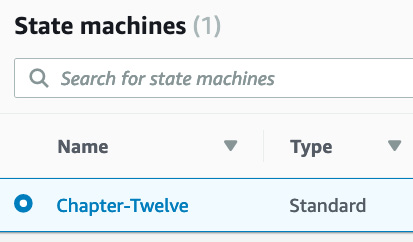 State machines (1)
Search for state machines
Name Type
Chapter-Twelve Standard